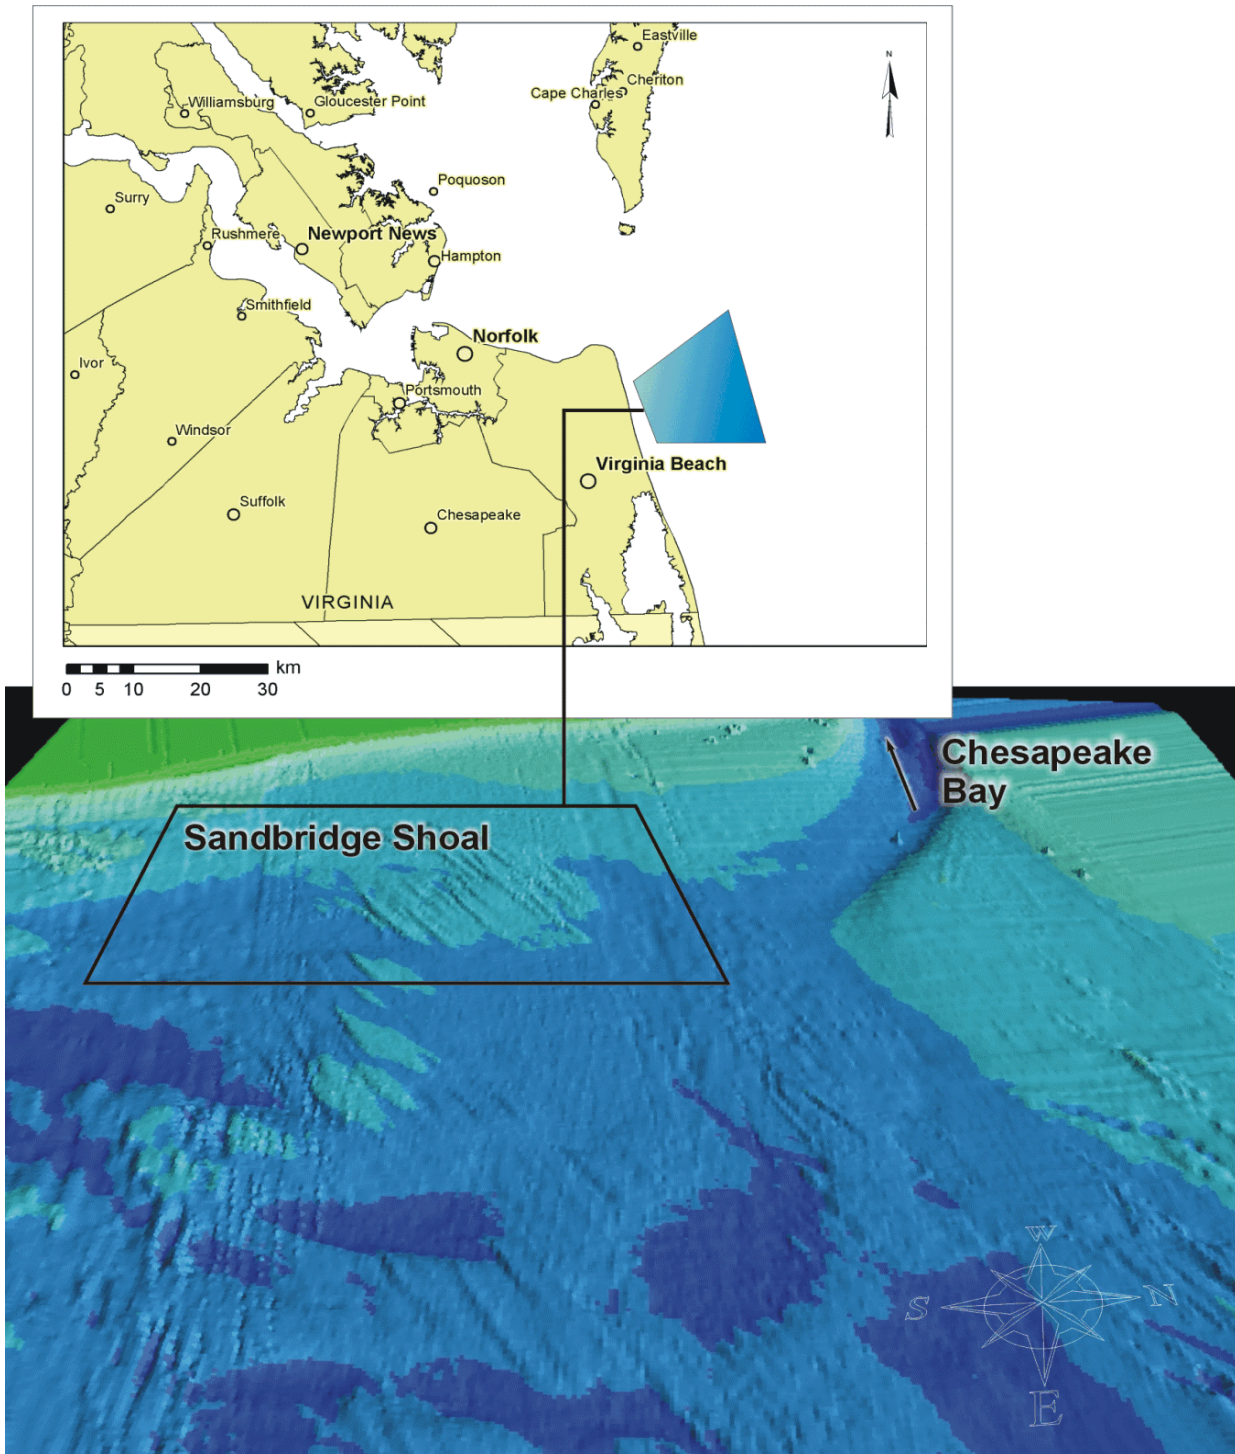 Eastville
N
Cheriton
Cape Charles
Williamsburg
Gloucester Point
Poquoson
Surry
Rushmere
Newport News
Hampton
Smithfield
Norfolk
Ivor
Portsmouth
Windsor
Virginia Beach
Suffolk
Chesapeake
VIRGINIA
km
0 5 10 20 30
Chesapeake
Bay
Sandbridge Shoal
W
S
N
E